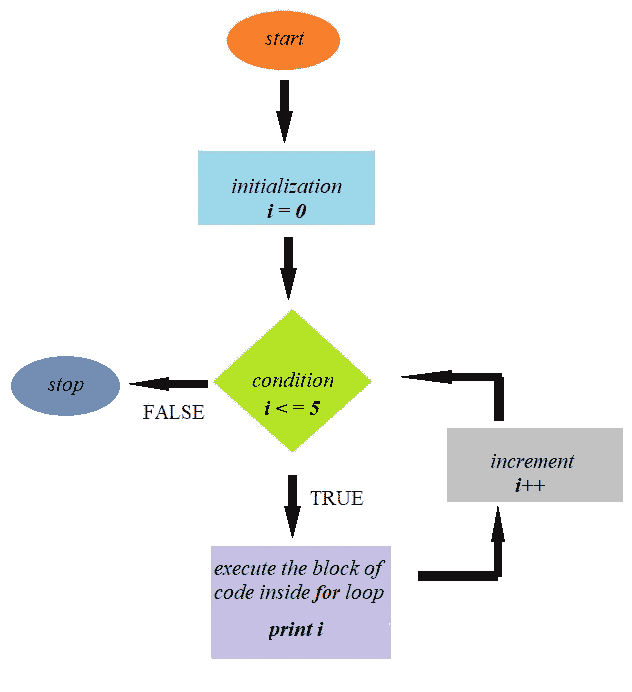 start
initialization
i = 0
condition
i < = 5
stop
FALSE
TRUE
increment
i++
execute the block of
code inside for loop
print i